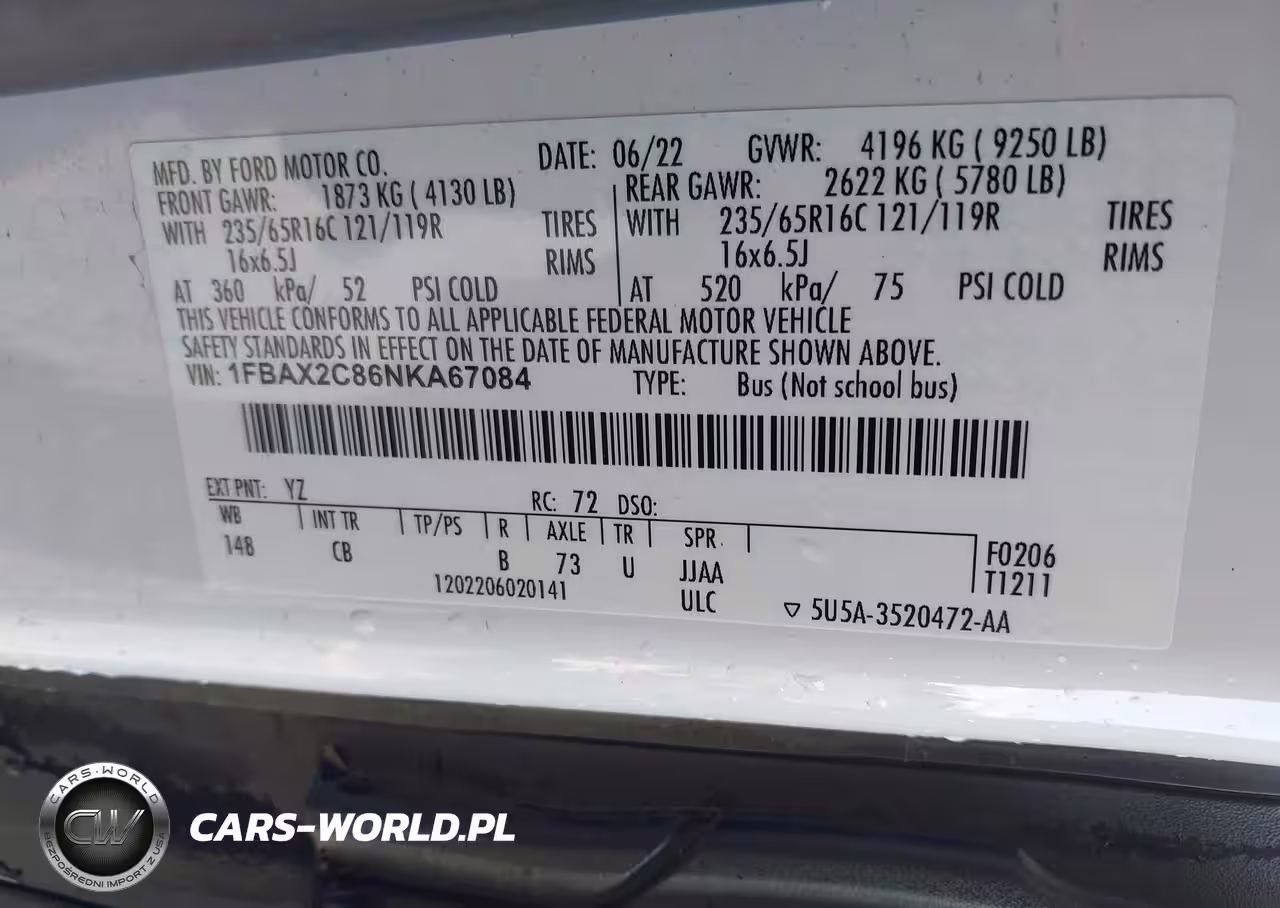 MFD. BY FORD MOTOR CO. DATE: 06/22 GVWR: 4196 KG ( 9250 LB)
FRONT GAWR: 1873 KG ( 4130 LB) REAR GAWR: 2622 KG ( 5780 LB)
WITH 235/65R16C 121/119R TIRES WITH 235/65R16C 121/119R TIRES
16x6.5J RIMS 16x6.5J RIMS
AT 360 kPa/ 52 PSI COLD AT 520 kPa/ 75 PSI COLD
THIS VEHICLE CONFORMS TO ALL APPLICABLE FEDERAL MOTOR VEHICLE
SAFETY STANDARDS IN EFFECT ON THE DATE OF MANUFACTURE SHOWN ABOVE.
VIN: 1FBAX2C86NKA67084 TYPE: Bus (Not school bus)
EXT PNT: YZ RC: 72 DSO:
WB INT TR TP/PS R AXLE TR SPR
148 CB B 73 U JJAA F0206
1202206020141 ULC T1211
▽ 5U5A-3520472-AA
CARS-WORLD
CW
BEZPOŚREDNI IMPORT Z USA
CARS-WORLD.PL